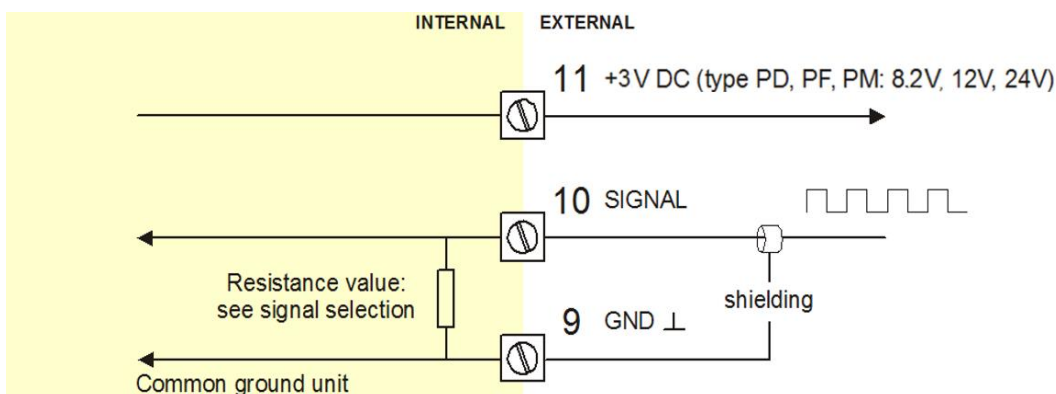 INTERNAL EXTERNAL
11 +3V DC (type PD, PF, PM: 8.2V, 12V, 24V)
10 SIGNAL
Resistance value:
see signal selection
shielding
9 GND ⊥
Common ground unit